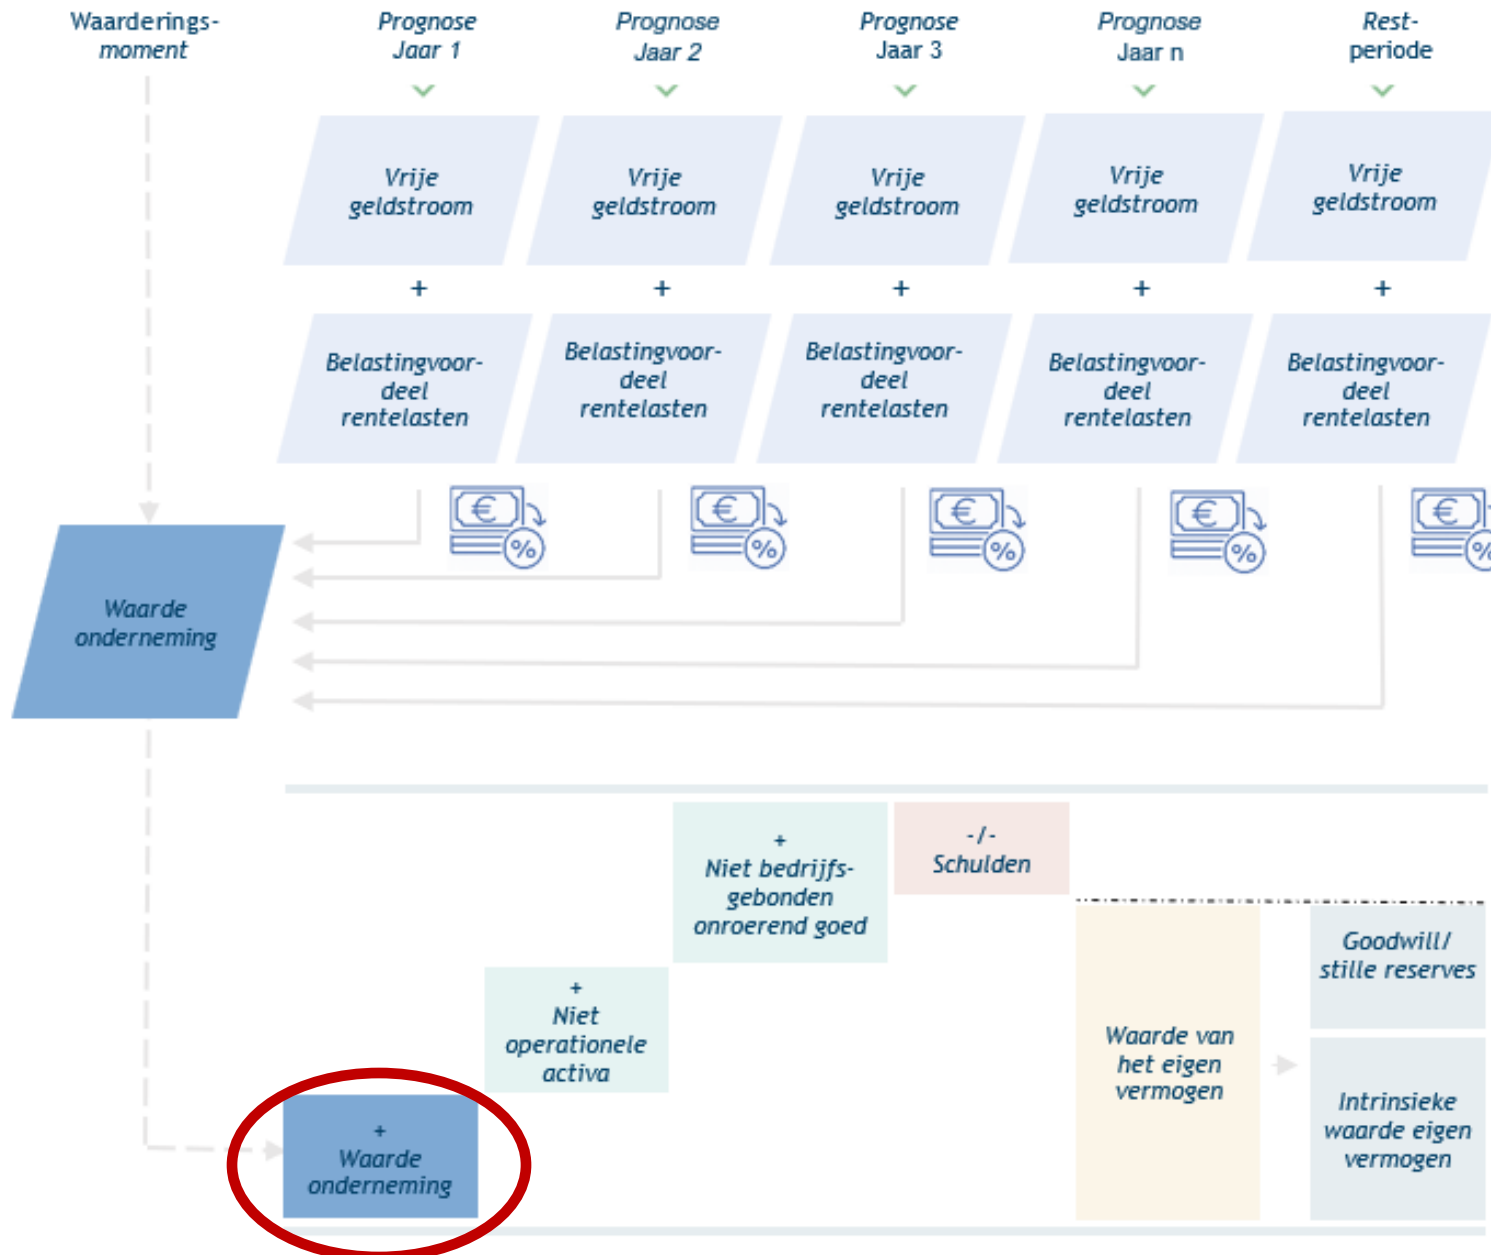 Waarderings-
moment
Prognose
Jaar 1
Prognose
Jaar 2
Prognose
Jaar 3
Prognose
Jaar n
Rest-
periode
Vrije
geldstroom
Vrije
geldstroom
Vrije
geldstroom
Vrije
geldstroom
Vrije
geldstroom
+
+
+
+
+
Belastingvoor-
deel
rentelasten
Belastingvoor-
deel
rentelasten
Belastingvoor-
deel
rentelasten
Belastingvoor-
deel
rentelasten
Belastingvoor-
deel
rentelasten
€
%
€
%
€
%
€
%
€
%
Waarde
onderneming
+
Niet bedrijfs-
gebonden
onroerend goed
-/-
Schulden
+
Niet
operationele
activa
+
Waarde
onderneming
Waarde van
het eigen
vermogen
Goodwill/
stille reserves
Intrinsieke
waarde eigen
vermogen